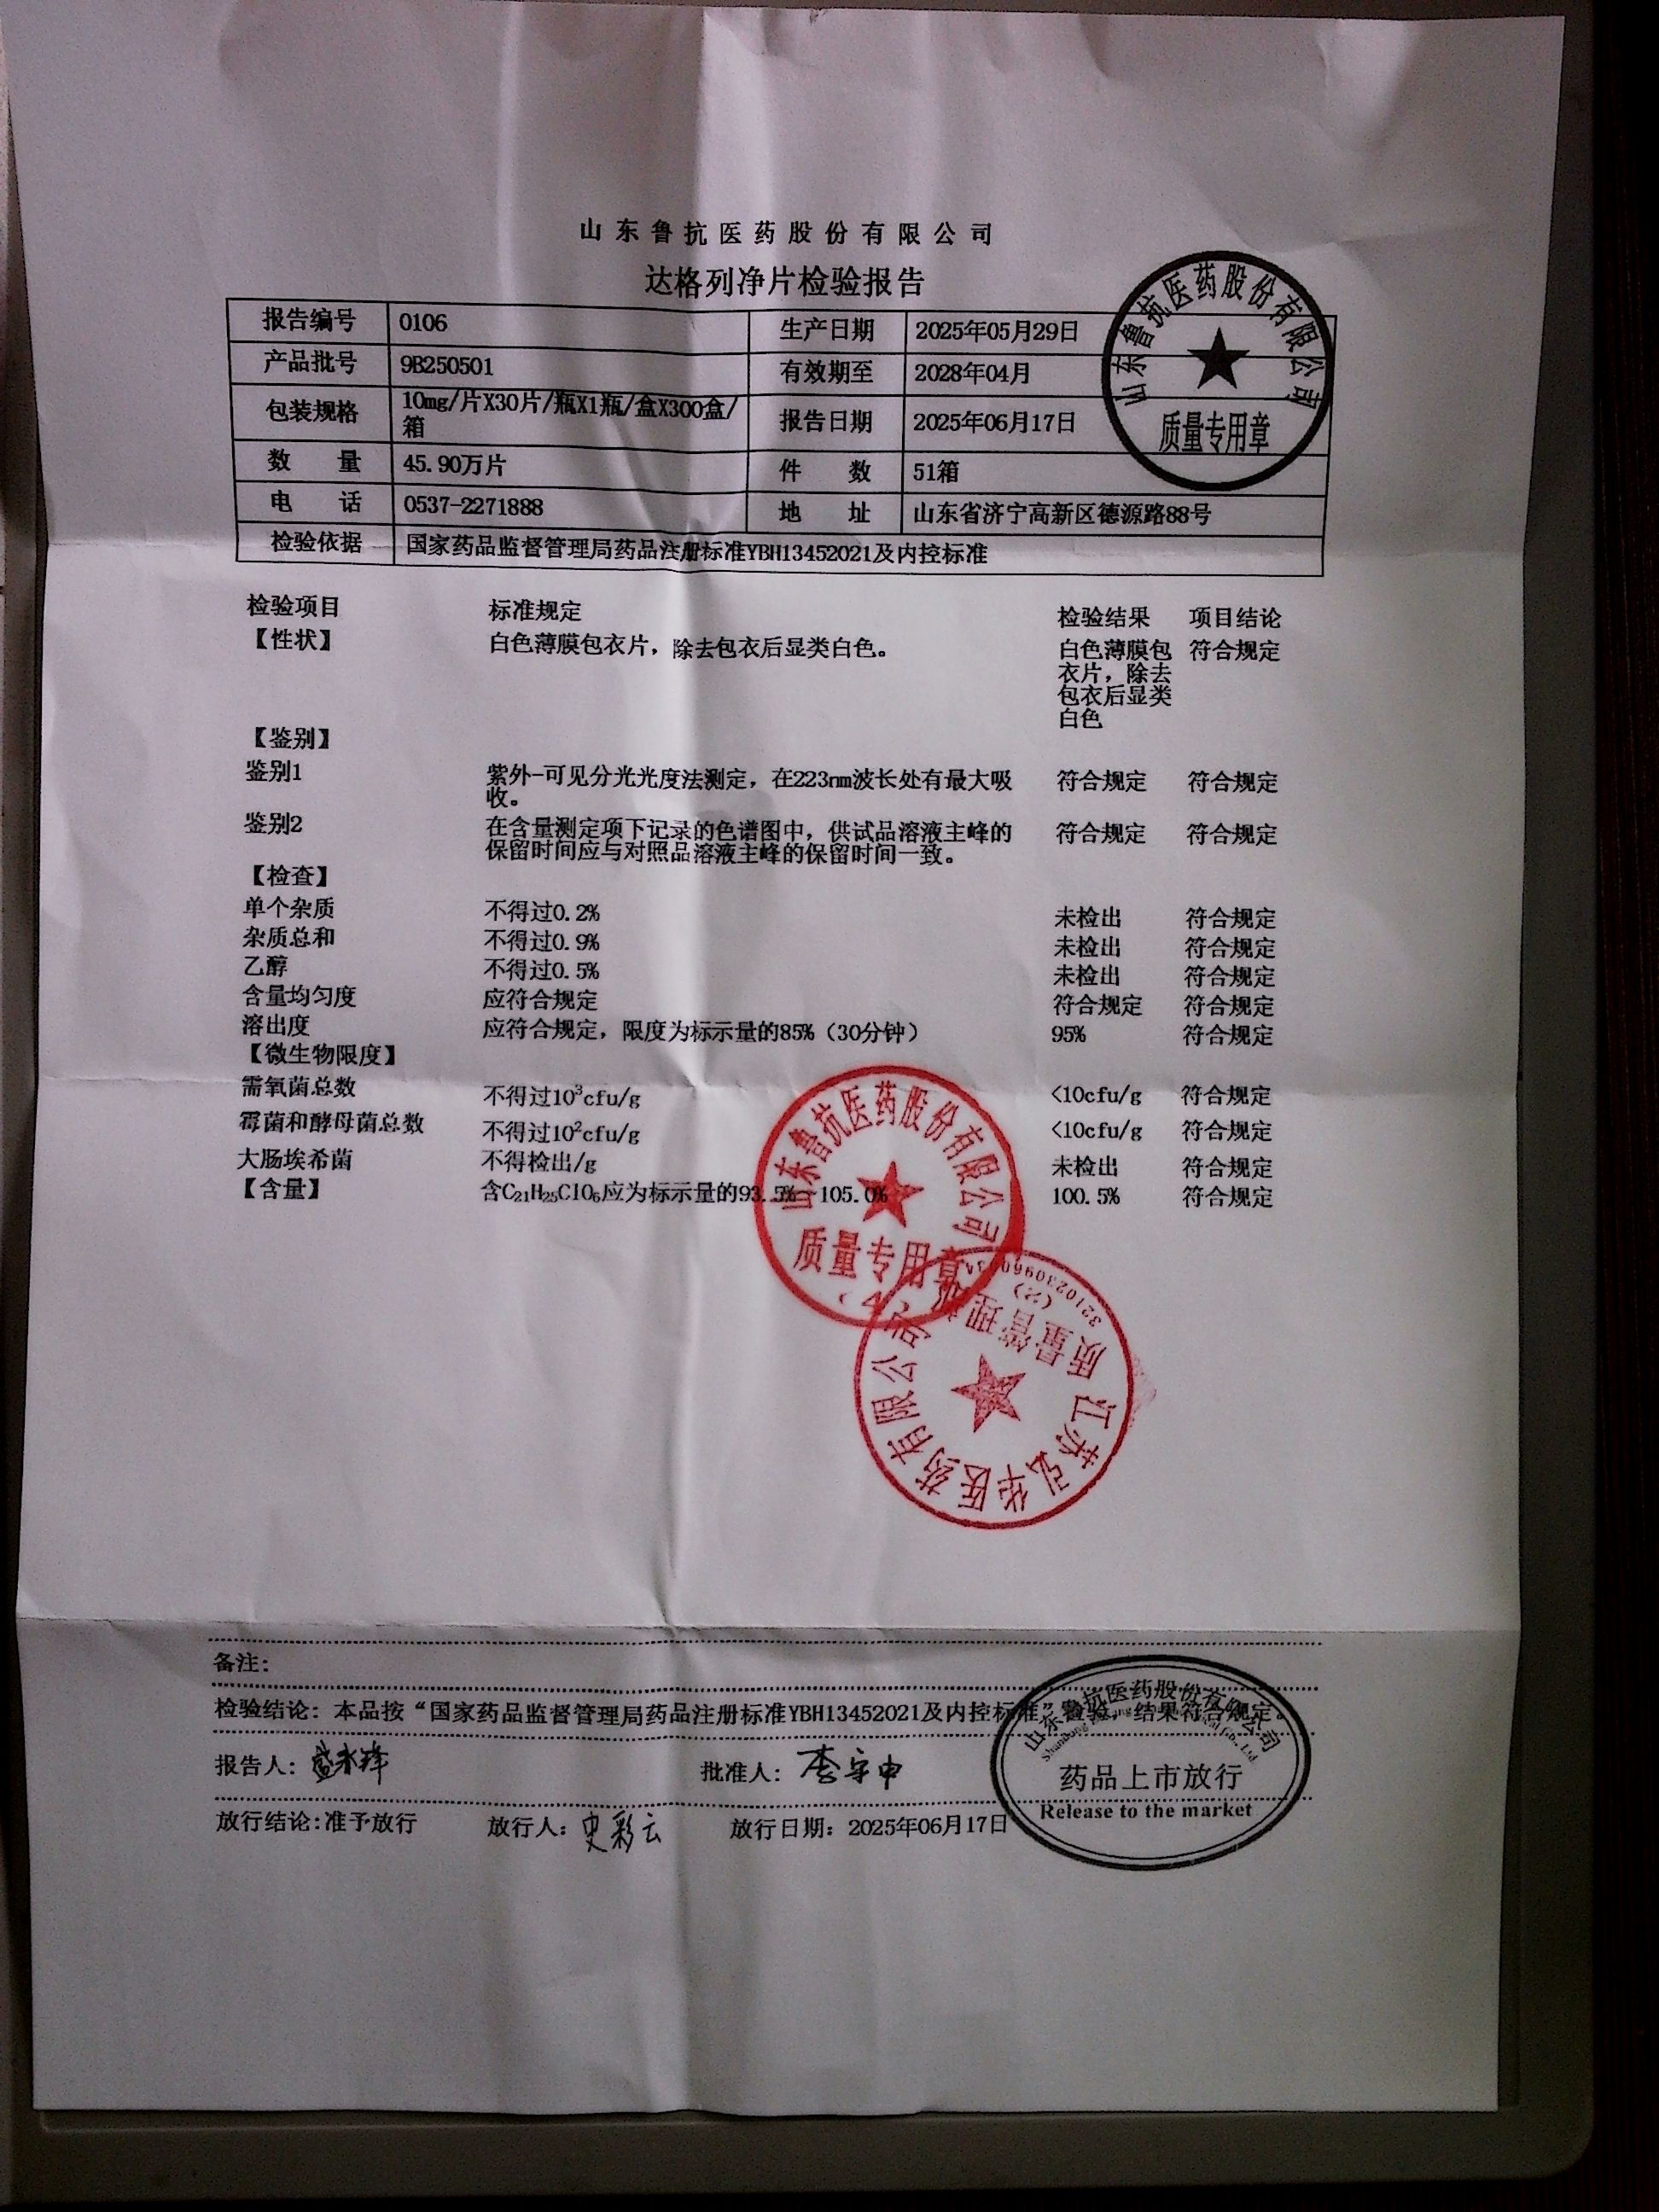 山东鲁抗医药股份有限公司
达格列净片检验报告
报告编号 0106 生产日期 2025年05月29日
产品批号 9B250501 有效期至 2028年04月
包装规格 10mg/片X30片/瓶X1瓶/盒X300盒/
箱 报告日期 2025年06月17日
数 量 45.90万片 件 数 51箱
电 话 0537-2271888 地 址 山东省济宁高新区德源路88号
检验依据 国家药品监督管理局药品注册标准YBH13452021及内控标准
山东鲁抗医药股份有限公司
质量专用章
检验项目 标准规定 检验结果 项目结论
【性状】 白色薄膜包衣片，除去包衣后显类白色。 白色薄膜包 符合规定
衣片，除去
包衣后显类
白色
【鉴别】
鉴别1 紫外-可见分光光度法测定，在223nm波长处有最大吸 符合规定 符合规定
收。
鉴别2 在含量测定项下记录的色谱图中，供试品溶液主峰的 符合规定 符合规定
保留时间应与对照品溶液主峰的保留时间一致。
【检查】
单个杂质 不得过0.2% 未检出 符合规定
杂质总和 不得过0.9% 未检出 符合规定
乙醇 不得过0.5% 未检出 符合规定
含量均匀度 应符合规定 符合规定 符合规定
溶出度 应符合规定，限度为标示量的85%（30分钟） 95% 符合规定
【微生物限度】
需氧菌总数 不得过10³cfu/g <10cfu/g 符合规定
霉菌和酵母菌总数 不得过10²cfu/g <10cfu/g 符合规定
大肠埃希菌 不得检出/g 未检出 符合规定
【含量】 含C₂₁H₂₅ClO₆应为标示量的93.5%-105.0% 100.5% 符合规定
山东鲁抗医药股份有限公司
质量专用章
(4)
江苏弘华医药有限公司
质量管理
备注：
检验结论：本品按“国家药品监督管理局药品注册标准YBH13452021及内控标准”检验，结果符合规定。
报告人： 批准人：李宇中
放行结论：准予放行 放行人：史彩云 放行日期：2025年06月17日
山东鲁抗医药股份有限公司
药品上市放行
Release to the market